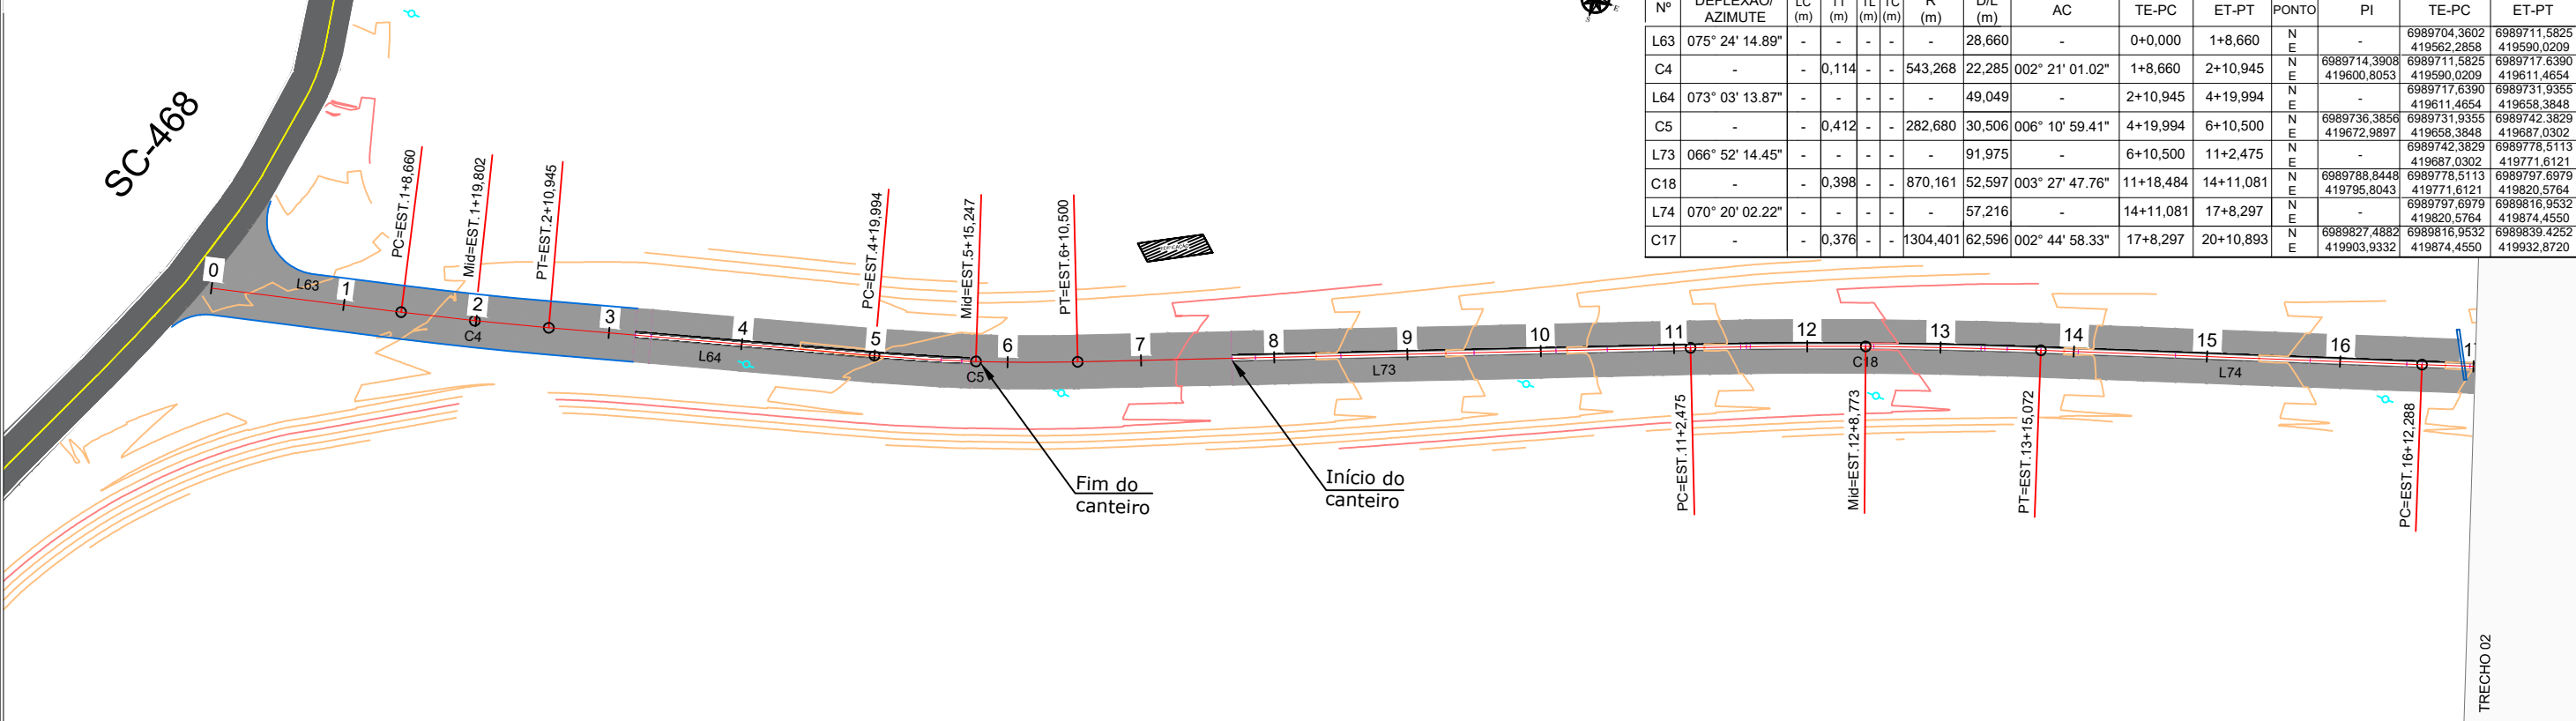 SC-468
S
E
Nº DEFLEXÃO/ AZIMUTE LC (m) TT (m) TL (m) TC (m) R (m) D/L (m) AC TE-PC ET-PT PONTO PI TE-PC ET-PT
L63 075° 24' 14.89" - - - - - 28,660 - 0+0,000 1+8,660 N E - 6989704,3602 419562,2858 6989711,5825 419590,0209
C4 - - 0,114 - - 543,268 22,285 002° 21' 01.02" 1+8,660 2+10,945 N E 6989714,3908 419600,8053 6989711,5825 419590,0209 6989717.6390 419611,4654
L64 073° 03' 13.87" - - - - - 49,049 - 2+10,945 4+19,994 N E - 6989717,6390 419611,4654 6989731,9355 419658,3848
C5 - - 0,412 - - 282,680 30,506 006° 10' 59.41" 4+19,994 6+10,500 N E 6989736,3856 419672,9897 6989731,9355 419658,3848 6989742.3829 419687,0302
L73 066° 52' 14.45" - - - - - 91,975 - 6+10,500 11+2,475 N E - 6989742,3829 419687,0302 6989778,5113 419771,6121
C18 - - 0,398 - - 870,161 52,597 003° 27' 47.76" 11+18,484 14+11,081 N E 6989788,8448 419795,8043 6989778,5113 419771,6121 6989797.6979 419820,5764
L74 070° 20' 02.22" - - - - - 57,216 - 14+11,081 17+8,297 N E - 6989797,6979 419820,5764 6989816,9532 419874,4550
C17 - - 0,376 - - 1304,401 62,596 002° 44' 58.33" 17+8,297 20+10,893 N E 6989827,4882 419903,9332 6989816,9532 419874,4550 6989839.4252 419932,8720
PC=EST.1+8,660
Mid=EST.1+19,802
PT=EST.2+10,945
PC=EST.4+19,994
Mid=EST.5+15,247
PT=EST.6+10,500
0 1 2 3 4 5 6 7 8 9 10 11 12 13 14 15 16
L63 C4 L64 C5 L73 C18 L74
PC=EST.11+2,475
Mid=EST.12+8,773
PT=EST.13+15,072
PC=EST.16+12,288
Fim do
canteiro
Início do
canteiro
TRECHO 02